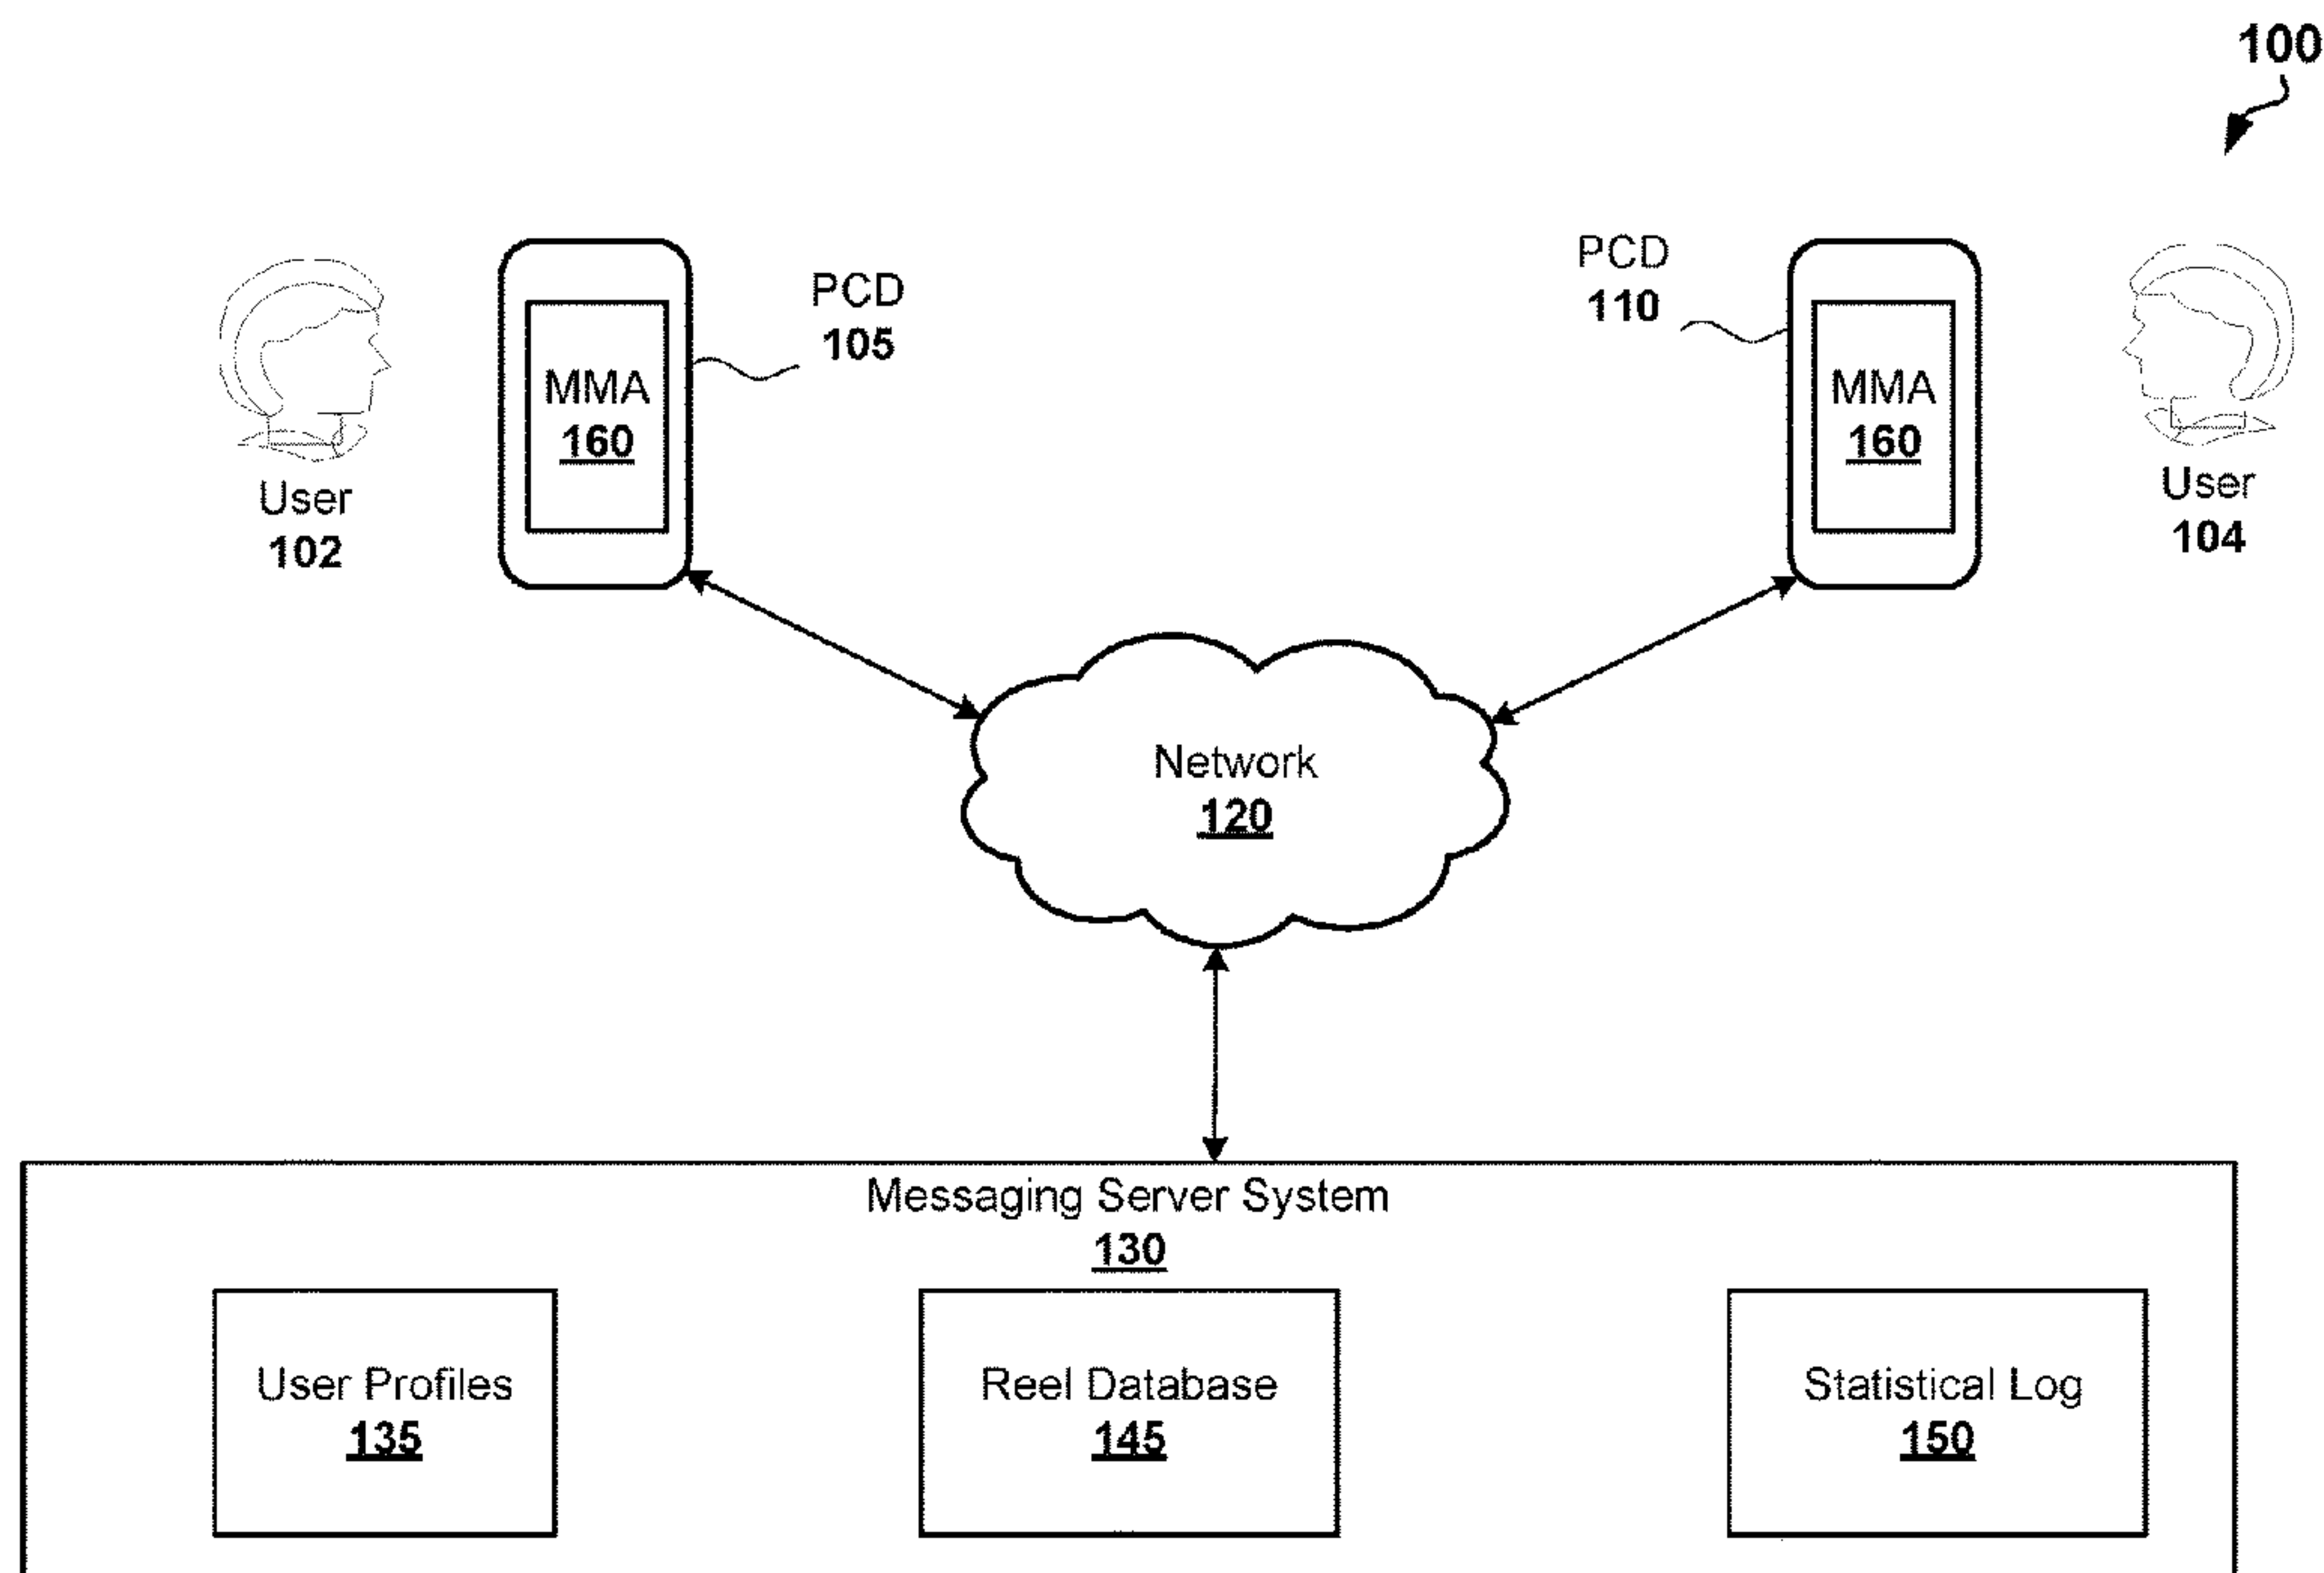 100
PCD
105
PCD
110
MMA
160
MMA
160
User
102
User
104
Network
120
Messaging Server System
130
User Profiles
135
Reel Database
145
Statistical Log
150